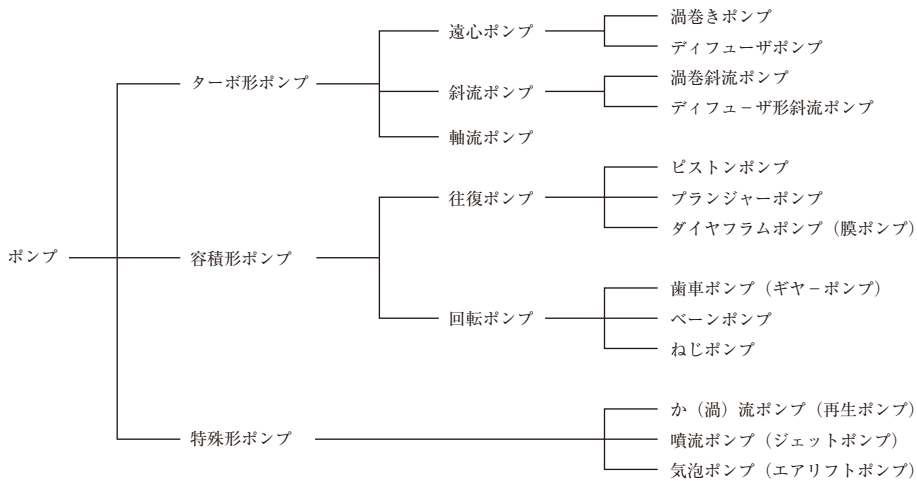 ポンプ
ターボ形ポンプ
遠心ポンプ
渦巻きポンプ
ディフューザポンプ
斜流ポンプ
渦巻斜流ポンプ
ディフュ−ザ形斜流ポンプ
軸流ポンプ
容積形ポンプ
往復ポンプ
ピストンポンプ
プランジャーポンプ
ダイヤフラムポンプ（膜ポンプ）
回転ポンプ
歯車ポンプ（ギヤ−ポンプ）
ベーンポンプ
ねじポンプ
特殊形ポンプ
か（渦）流ポンプ（再生ポンプ）
噴流ポンプ（ジェットポンプ）
気泡ポンプ（エアリフトポンプ）